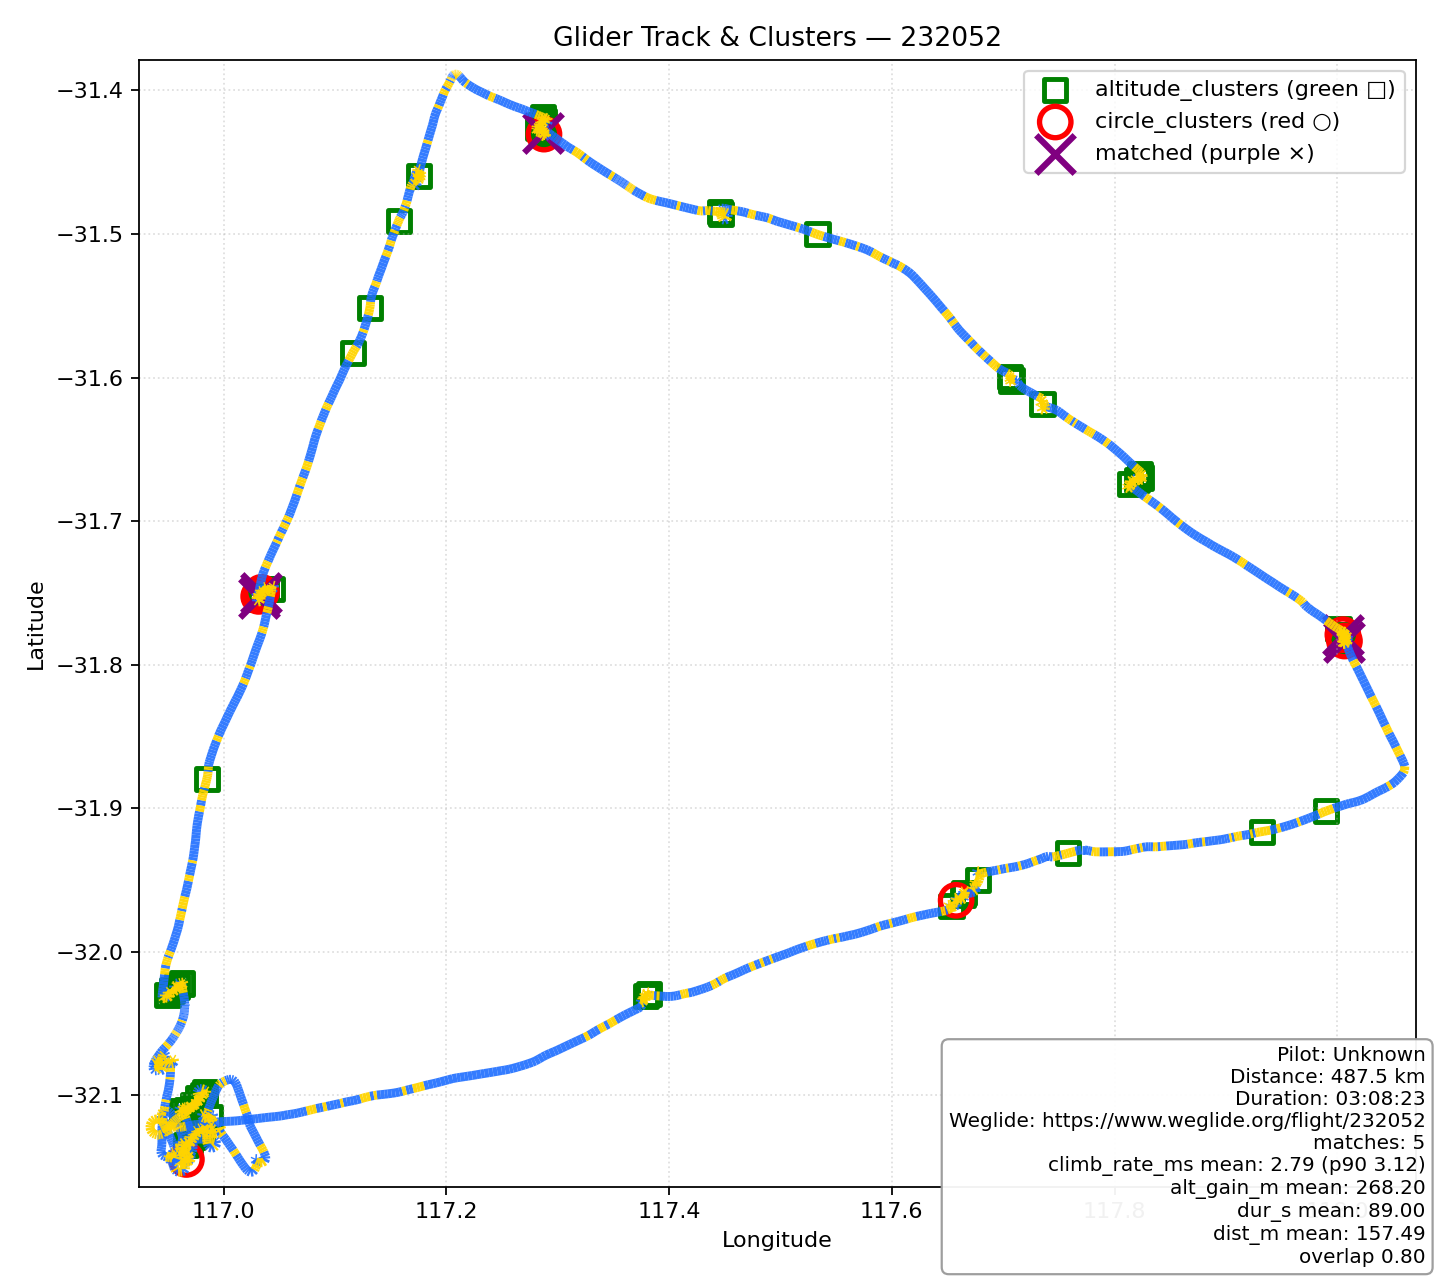 Glider Track & Clusters — 232052
altitude_clusters (green □)
circle_clusters (red ○)
matched (purple ×)
−31.4
−31.5
−31.6
−31.7
−31.8
−31.9
−32.0
−32.1
Latitude
117.0
117.2
117.4
117.6
117.8
Longitude
Pilot: Unknown
Distance: 487.5 km
Duration: 03:08:23
Weglide: https://www.weglide.org/flight/232052
matches: 5
climb_rate_ms mean: 2.79 (p90 3.12)
alt_gain_m mean: 268.20
dur_s mean: 89.00
dist_m mean: 157.49
overlap 0.80